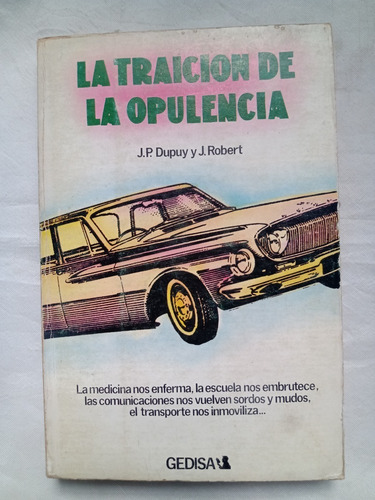 LA TRAICION DE
LA OPULENCIA
J.P. Dupuy y J. Robert
La medicina nos enferma, la escuela nos embrutece,
las comunicaciones nos vuelven sordos y mudos,
el transporte nos inmoviliza...
GEDISA